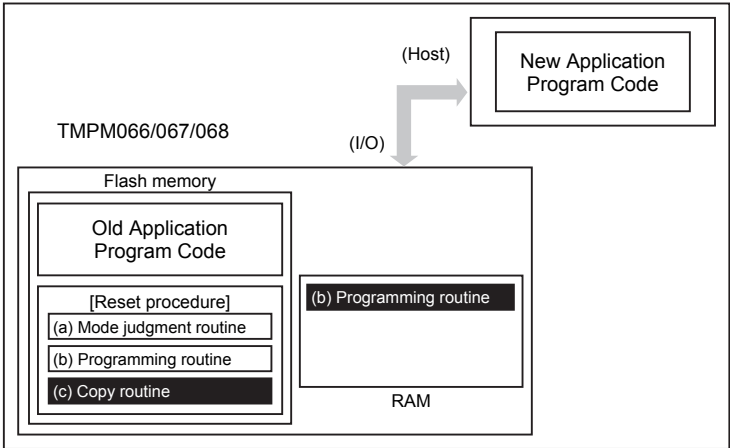 (Host)
New Application
Program Code
TMPM066/067/068
(I/O)
Flash memory
Old Application
Program Code
[Reset procedure]
(a) Mode judgment routine
(b) Programming routine
(c) Copy routine
(b) Programming routine
RAM